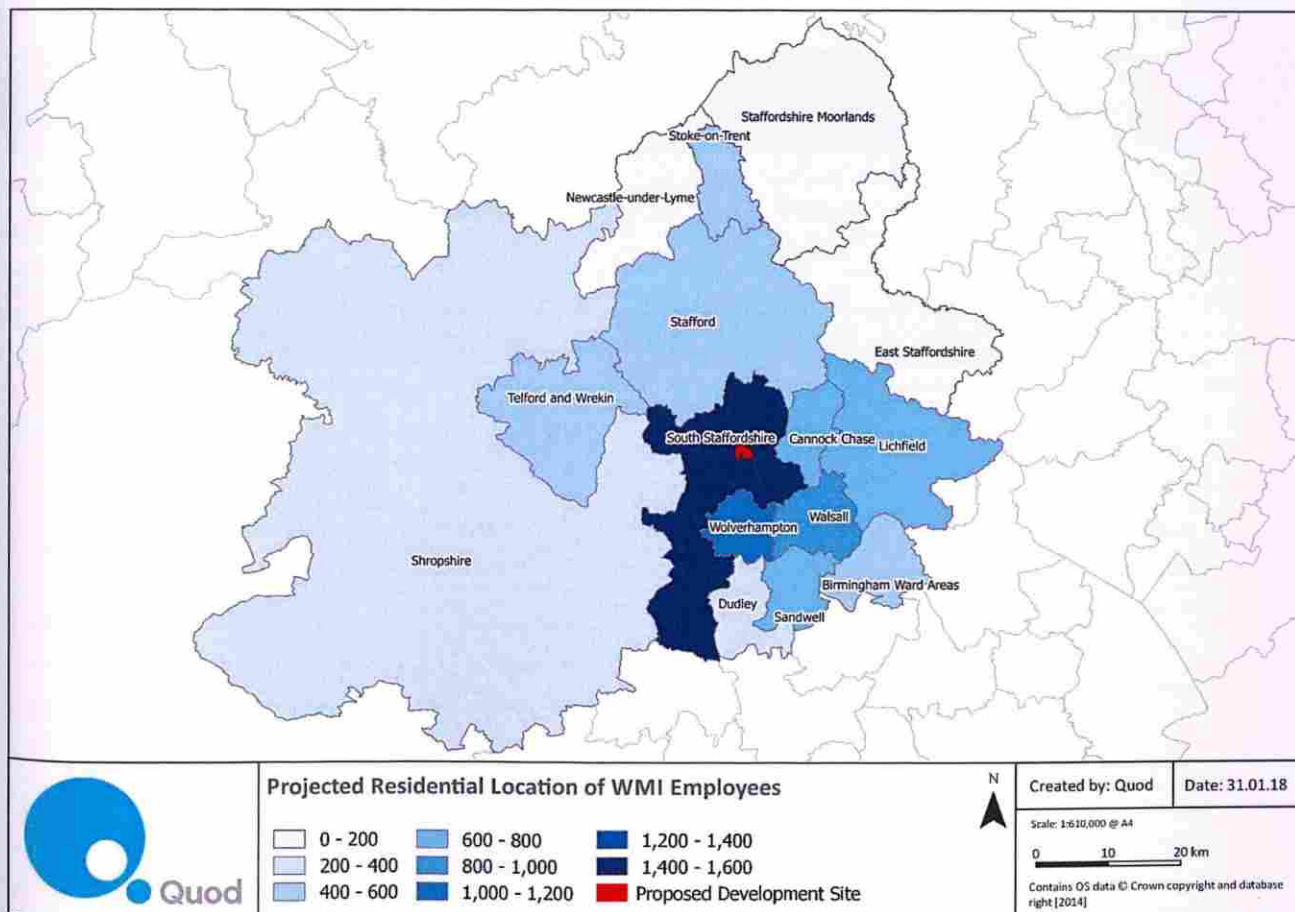 Staffordshire Moorlands
Stoke-on-Trent
Newcastle-under-Lyme
Stafford
East Staffordshire
Telford and Wrekin
South Staffordshire
Cannock Chase
Lichfield
Wolverhampton
Walsall
Shropshire
Birmingham Ward Areas
Dudley
Sandwell
Quod
Projected Residential Location of WMI Employees
0 - 200
200 - 400
400 - 600
600 - 800
800 - 1,000
1,000 - 1,200
1,200 - 1,400
1,400 - 1,600
Proposed Development Site
N
Created by: Quod
Date: 31.01.18
Scale: 1:610,000 @ A4
0 10 20 km
Contains OS data © Crown copyright and database
right [2014]